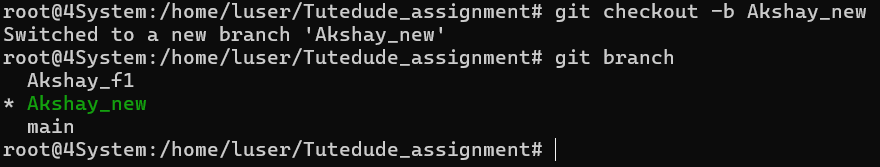 root@4System:/home/luser/Tutedude_assignment# git checkout -b Akshay_new
Switched to a new branch 'Akshay_new'
root@4System:/home/luser/Tutedude_assignment# git branch
  Akshay_f1
* Akshay_new
  main
root@4System:/home/luser/Tutedude_assignment#